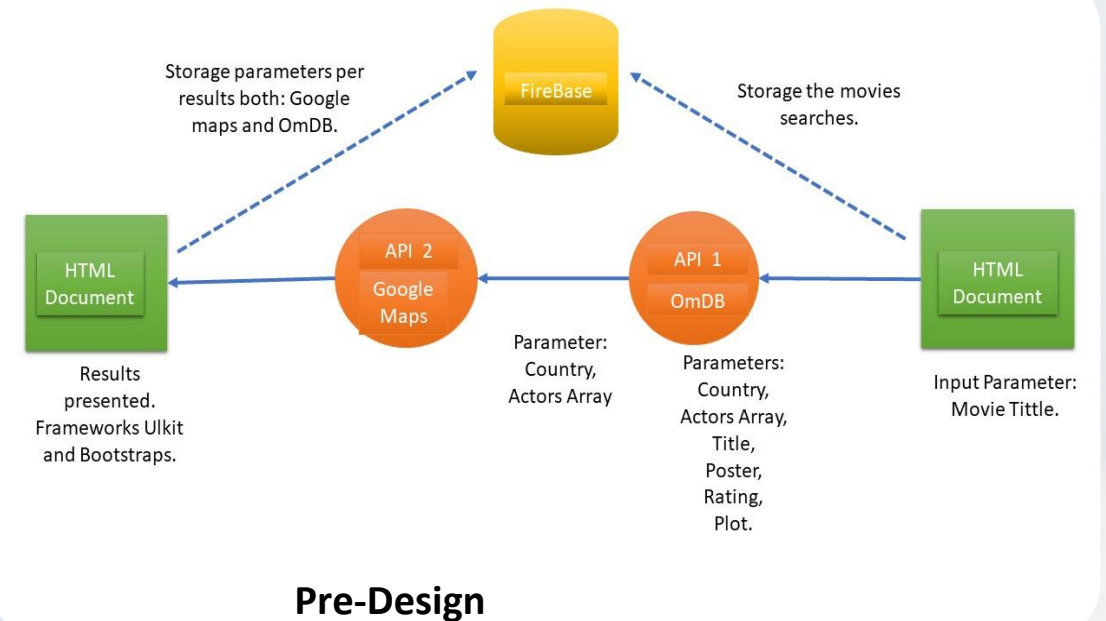 Storage parameters per
results both: Google
maps and OmDB.
FireBase
Storage the movies
searches.
HTML
Document
API 2
Google
Maps
API 1
OmDB
HTML
Document
Results
presented.
Frameworks UIkit
and Bootstraps.
Parameter:
Country,
Actors Array
Parameters:
Country,
Actors Array,
Title,
Poster,
Rating,
Plot.
Input Parameter:
Movie Tittle.
Pre-Design